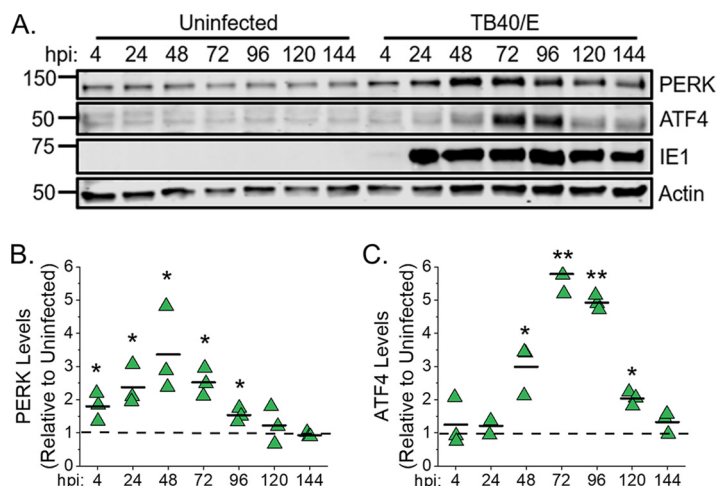 A.
Uninfected TB40/E
hpi: 4 24 48 72 96 120 144 4 24 48 72 96 120 144
150 PERK
50 ATF4
75 IE1
50 Actin
B.
PERK Levels
(Relative to Uninfected)
6
5
4
3
2
1
0
* * * * *
hpi: 4 24 48 72 96 120 144
C.
ATF4 Levels
(Relative to Uninfected)
6
5
4
3
2
1
0
* ** ** *
hpi: 4 24 48 72 96 120 144